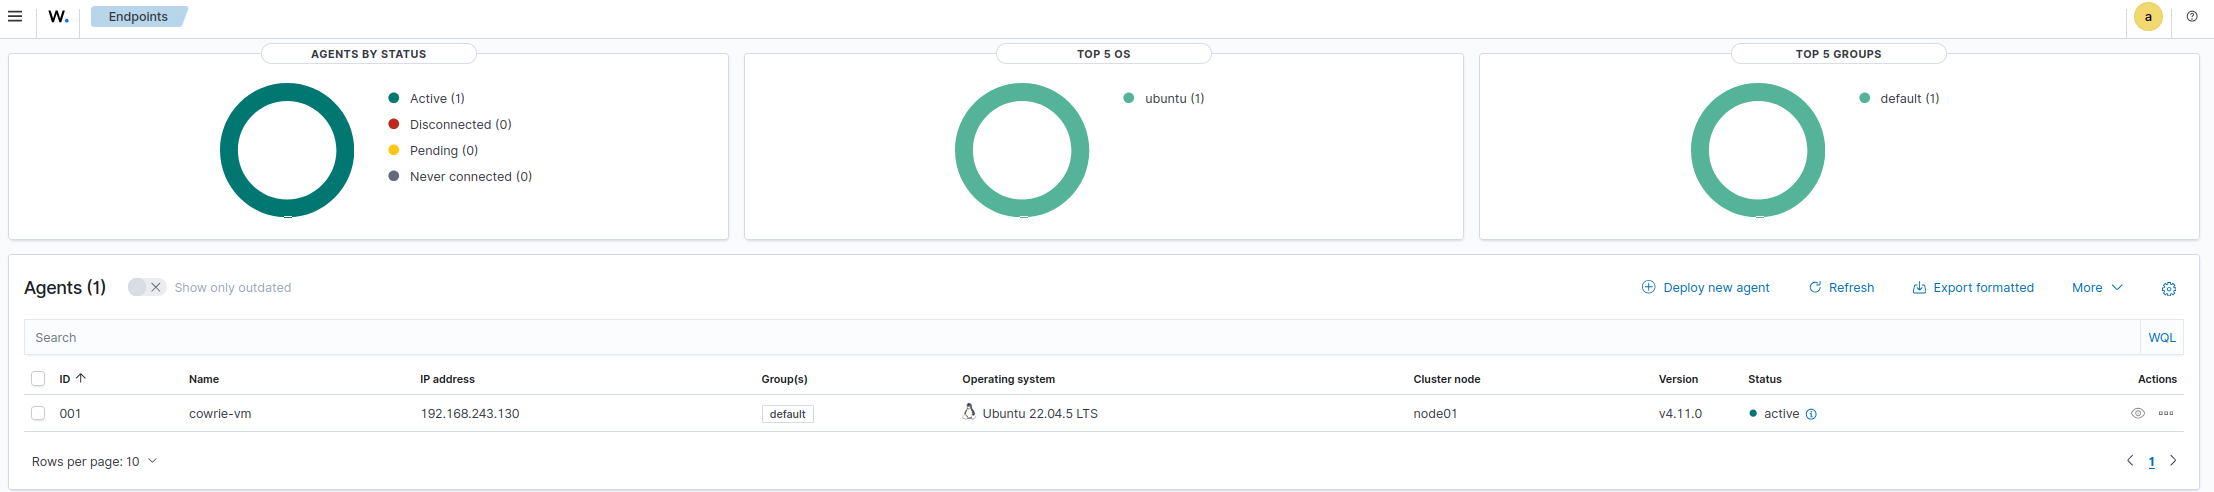 W. Endpoints a
AGENTS BY STATUS
Active (1)
Disconnected (0)
Pending (0)
Never connected (0)
TOP 5 OS
ubuntu (1)
TOP 5 GROUPS
default (1)
Agents (1) Show only outdated Deploy new agent Refresh Export formatted More
Search WQL
ID Name IP address Group(s) Operating system Cluster node Version Status Actions
001 cowrie-vm 192.168.243.130 default Ubuntu 22.04.5 LTS node01 v4.11.0 active
Rows per page: 10 1